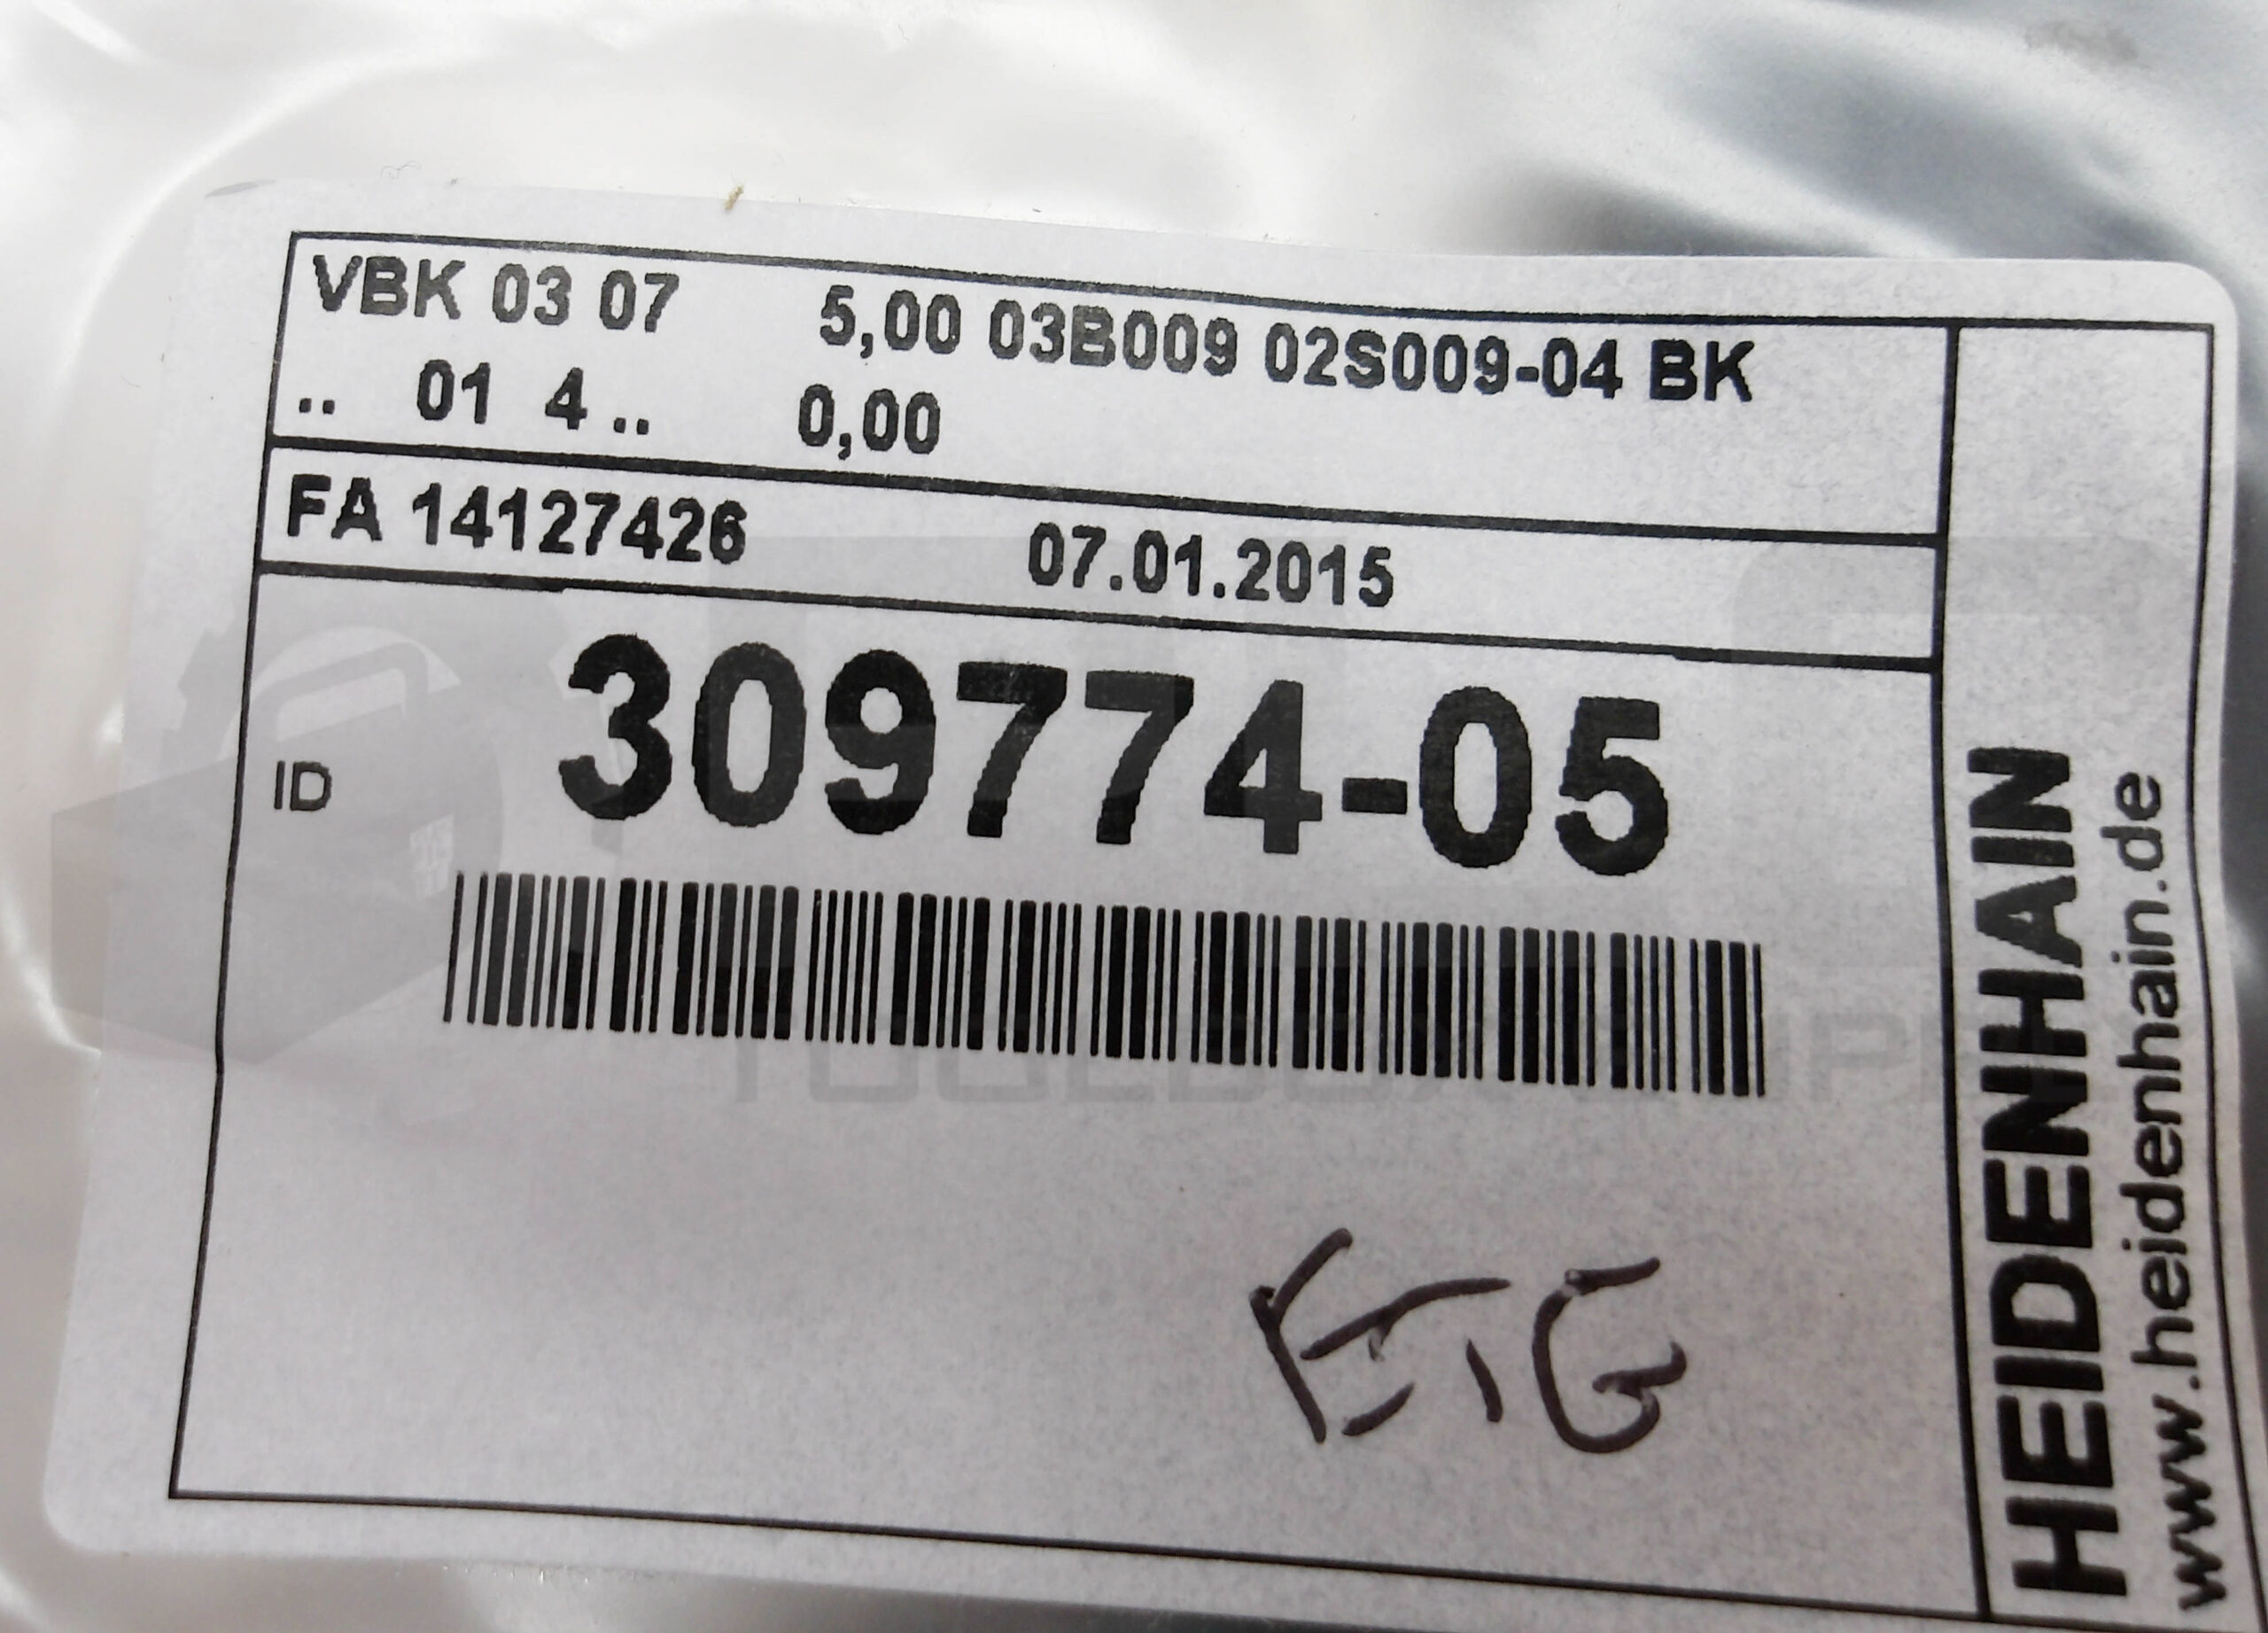 VBK 03 07 5,00 03B009 02S009-04 BK
.. 01 4 .. 0,00
FA 14127426 07.01.2015
ID 309774-05
HEIDENHAIN
www.heidenhain.de